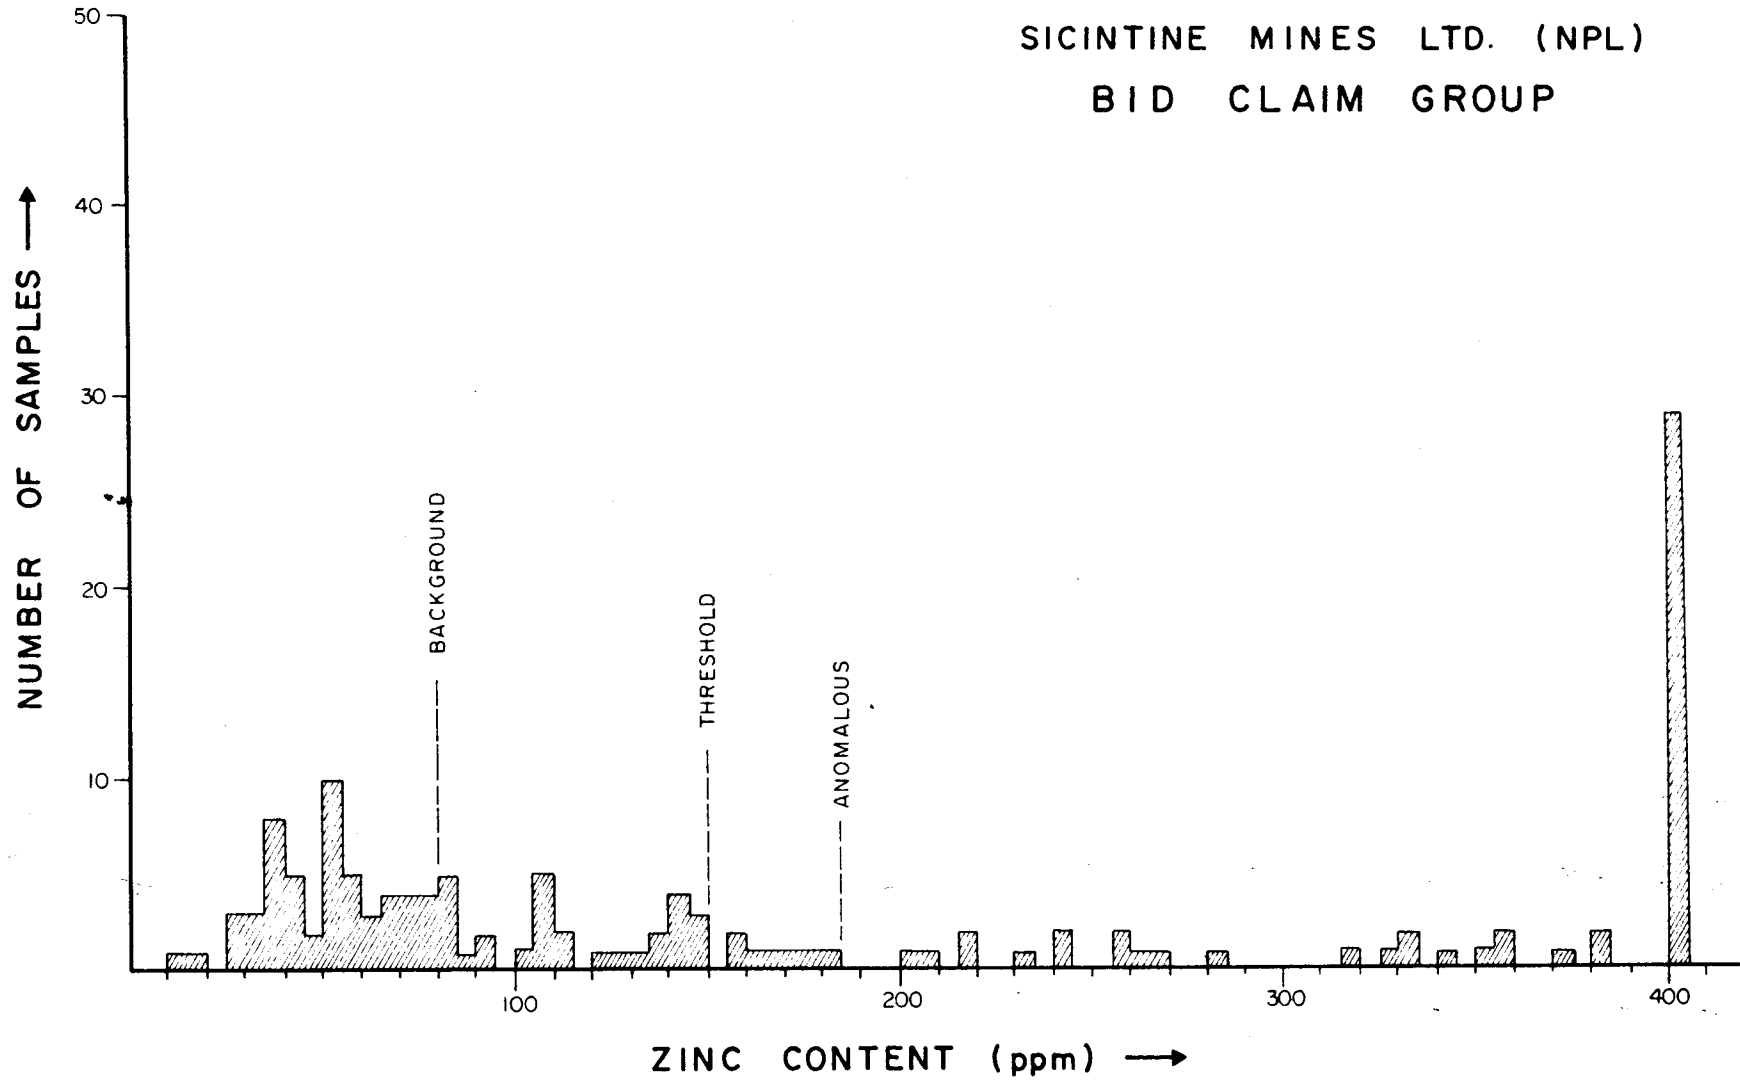 SICINTINE MINES LTD. (NPL)
BID CLAIM GROUP
50
40
30
20
10
NUMBER OF SAMPLES
BACKGROUND
THRESHOLD
ANOMALOUS
100
200
300
400
ZINC CONTENT (ppm)